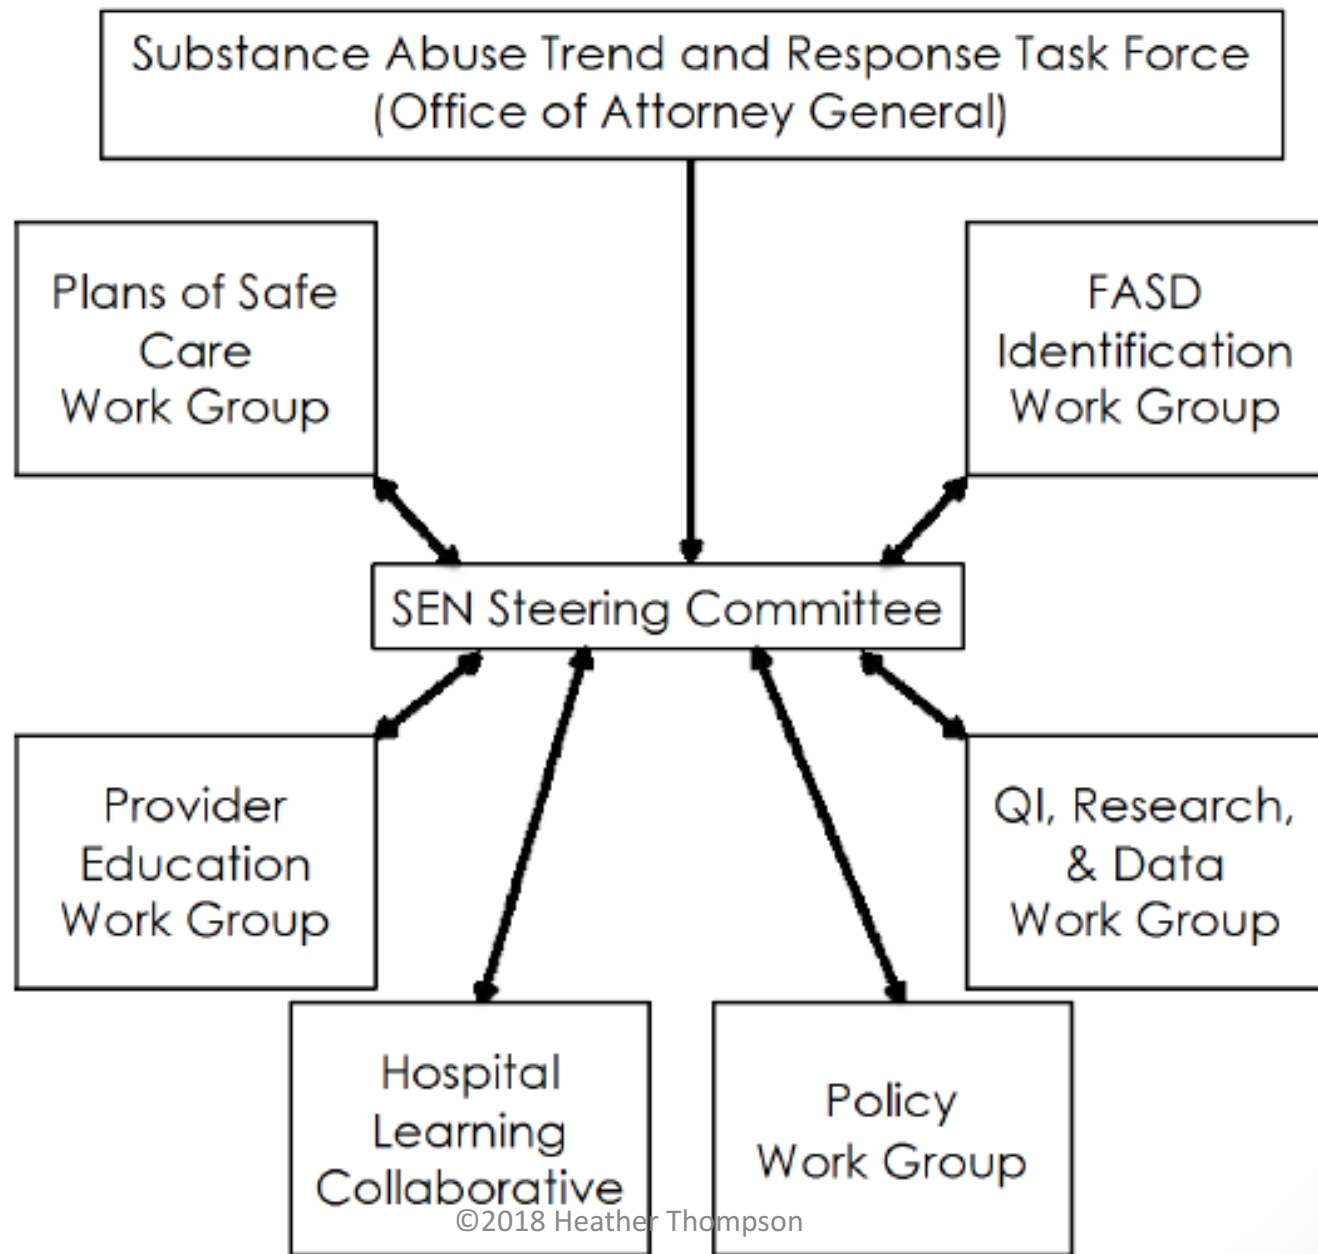 Substance Abuse Trend and Response Task Force
(Office of Attorney General)
Plans of Safe
Care
Work Group
FASD
Identification
Work Group
SEN Steering Committee
Provider
Education
Work Group
QI, Research,
& Data
Work Group
Hospital
Learning
Collaborative
Policy
Work Group
©2018 Heather Thompson